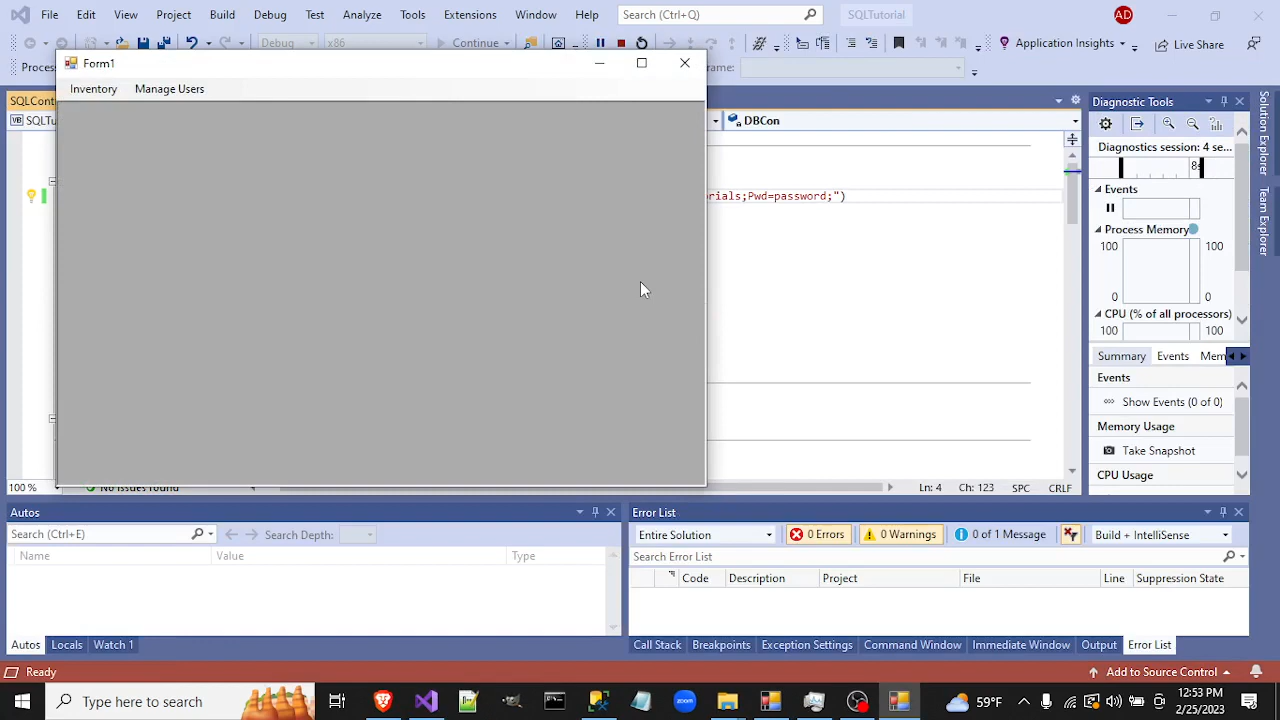 File Edit View Project Build Debug Test Analyze Tools Extensions Window Help Search (Ctrl+Q) SQLTutorial AD
Debug x86 Continue Application Insights Live Share
Form1
Inventory Manage Users
DBCon
rials;Pwd=password;")
Diagnostic Tools
Diagnostics session: 4 se...
Events
Process Memory
100 100
0 0
CPU (% of all processors)
100 100
Summary Events Mem
Events
Show Events (0 of 0)
Memory Usage
Take Snapshot
CPU Usage
Solution Explorer
Team Explorer
100 % No issues found Ln: 4 Ch: 123 SPC CRLF
Autos
Search (Ctrl+E) Search Depth:
Name Value Type
Autos Locals Watch 1
Error List
Entire Solution 0 Errors 0 Warnings 0 of 1 Message Build + IntelliSense
Search Error List
Code Description Project File Line Suppression State
Call Stack Breakpoints Exception Settings Command Window Immediate Window Output Error List
Ready Add to Source Control
Type here to search zoom 59°F 12:53 PM
2/25/2023